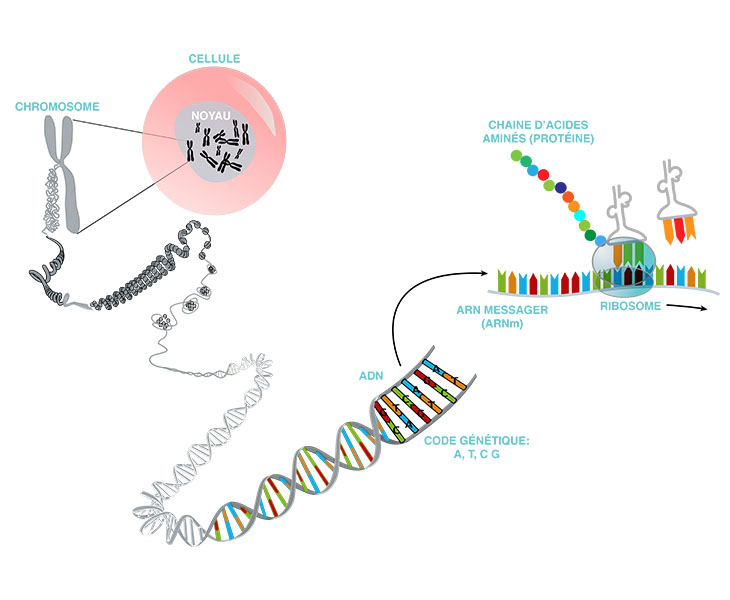 CELLULE
CHROMOSOME
NOYAU
CHAINE D'ACIDES
AMINÉS (PROTÉINE)
ARN MESSAGER
(ARNm)
RIBOSOME
ADN
CODE GÉNÉTIQUE:
A, T, C G